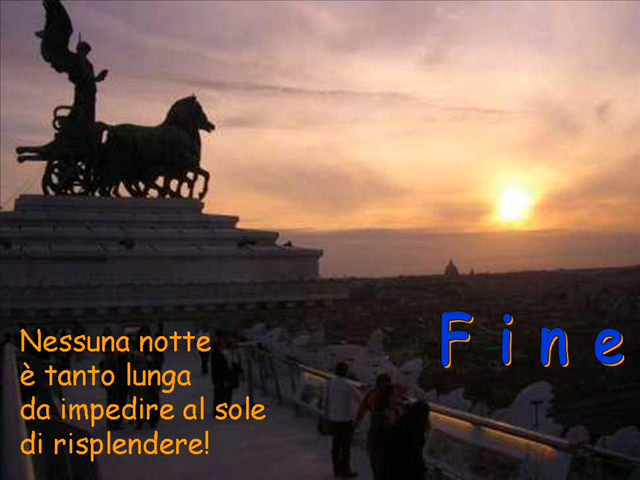 Nessuna notte
è tanto lunga
da impedire al sole
di risplendere!
F i n e